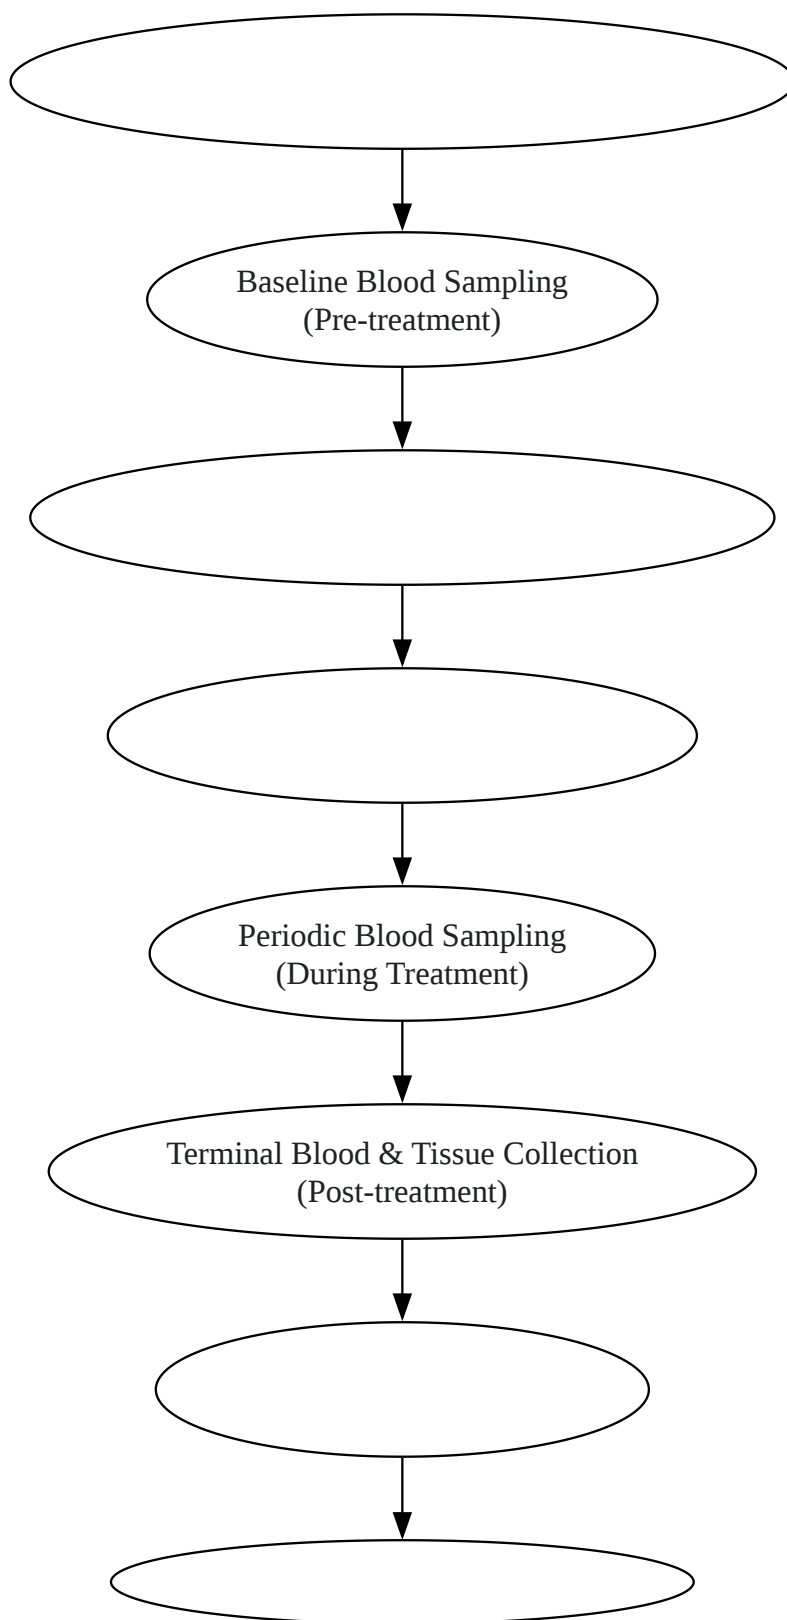 Baseline Blood Sampling
(Pre-treatment)
Periodic Blood Sampling
(During Treatment)
Terminal Blood & Tissue Collection
(Post-treatment)